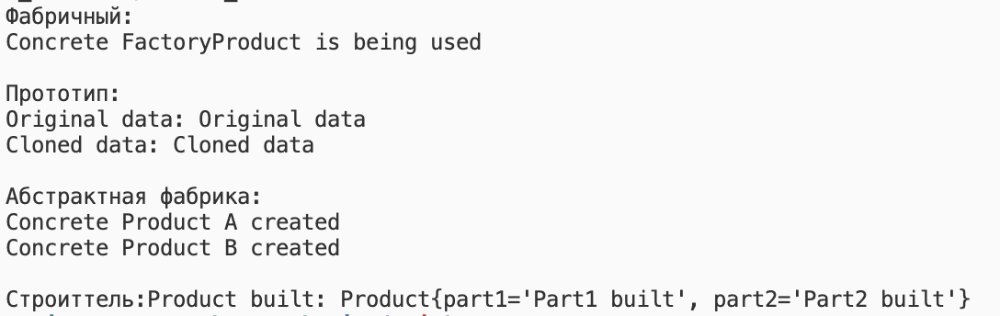 Фабричный:
Concrete FactoryProduct is being used
Прототип:
Original data: Original data
Cloned data: Cloned data
Абстрактная фабрика:
Concrete Product A created
Concrete Product B created
Строиттель:Product built: Product{part1='Part1 built', part2='Part2 built'}